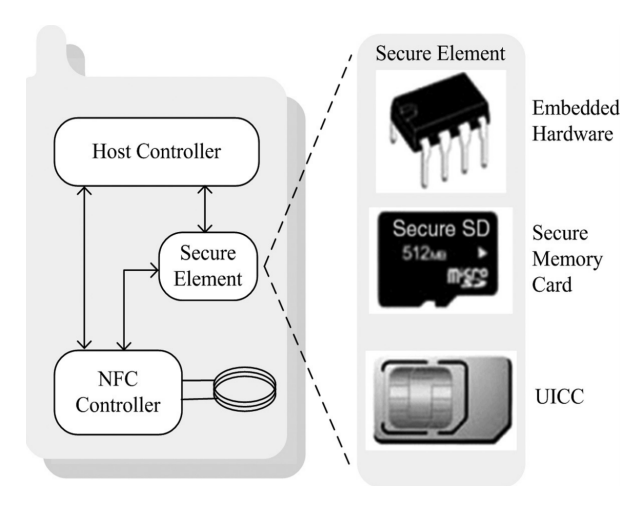 Host Controller
Secure
Element
NFC
Controller
Secure Element
Embedded
Hardware
Secure SD
512MB
micro
SD
Secure
Memory
Card
UICC